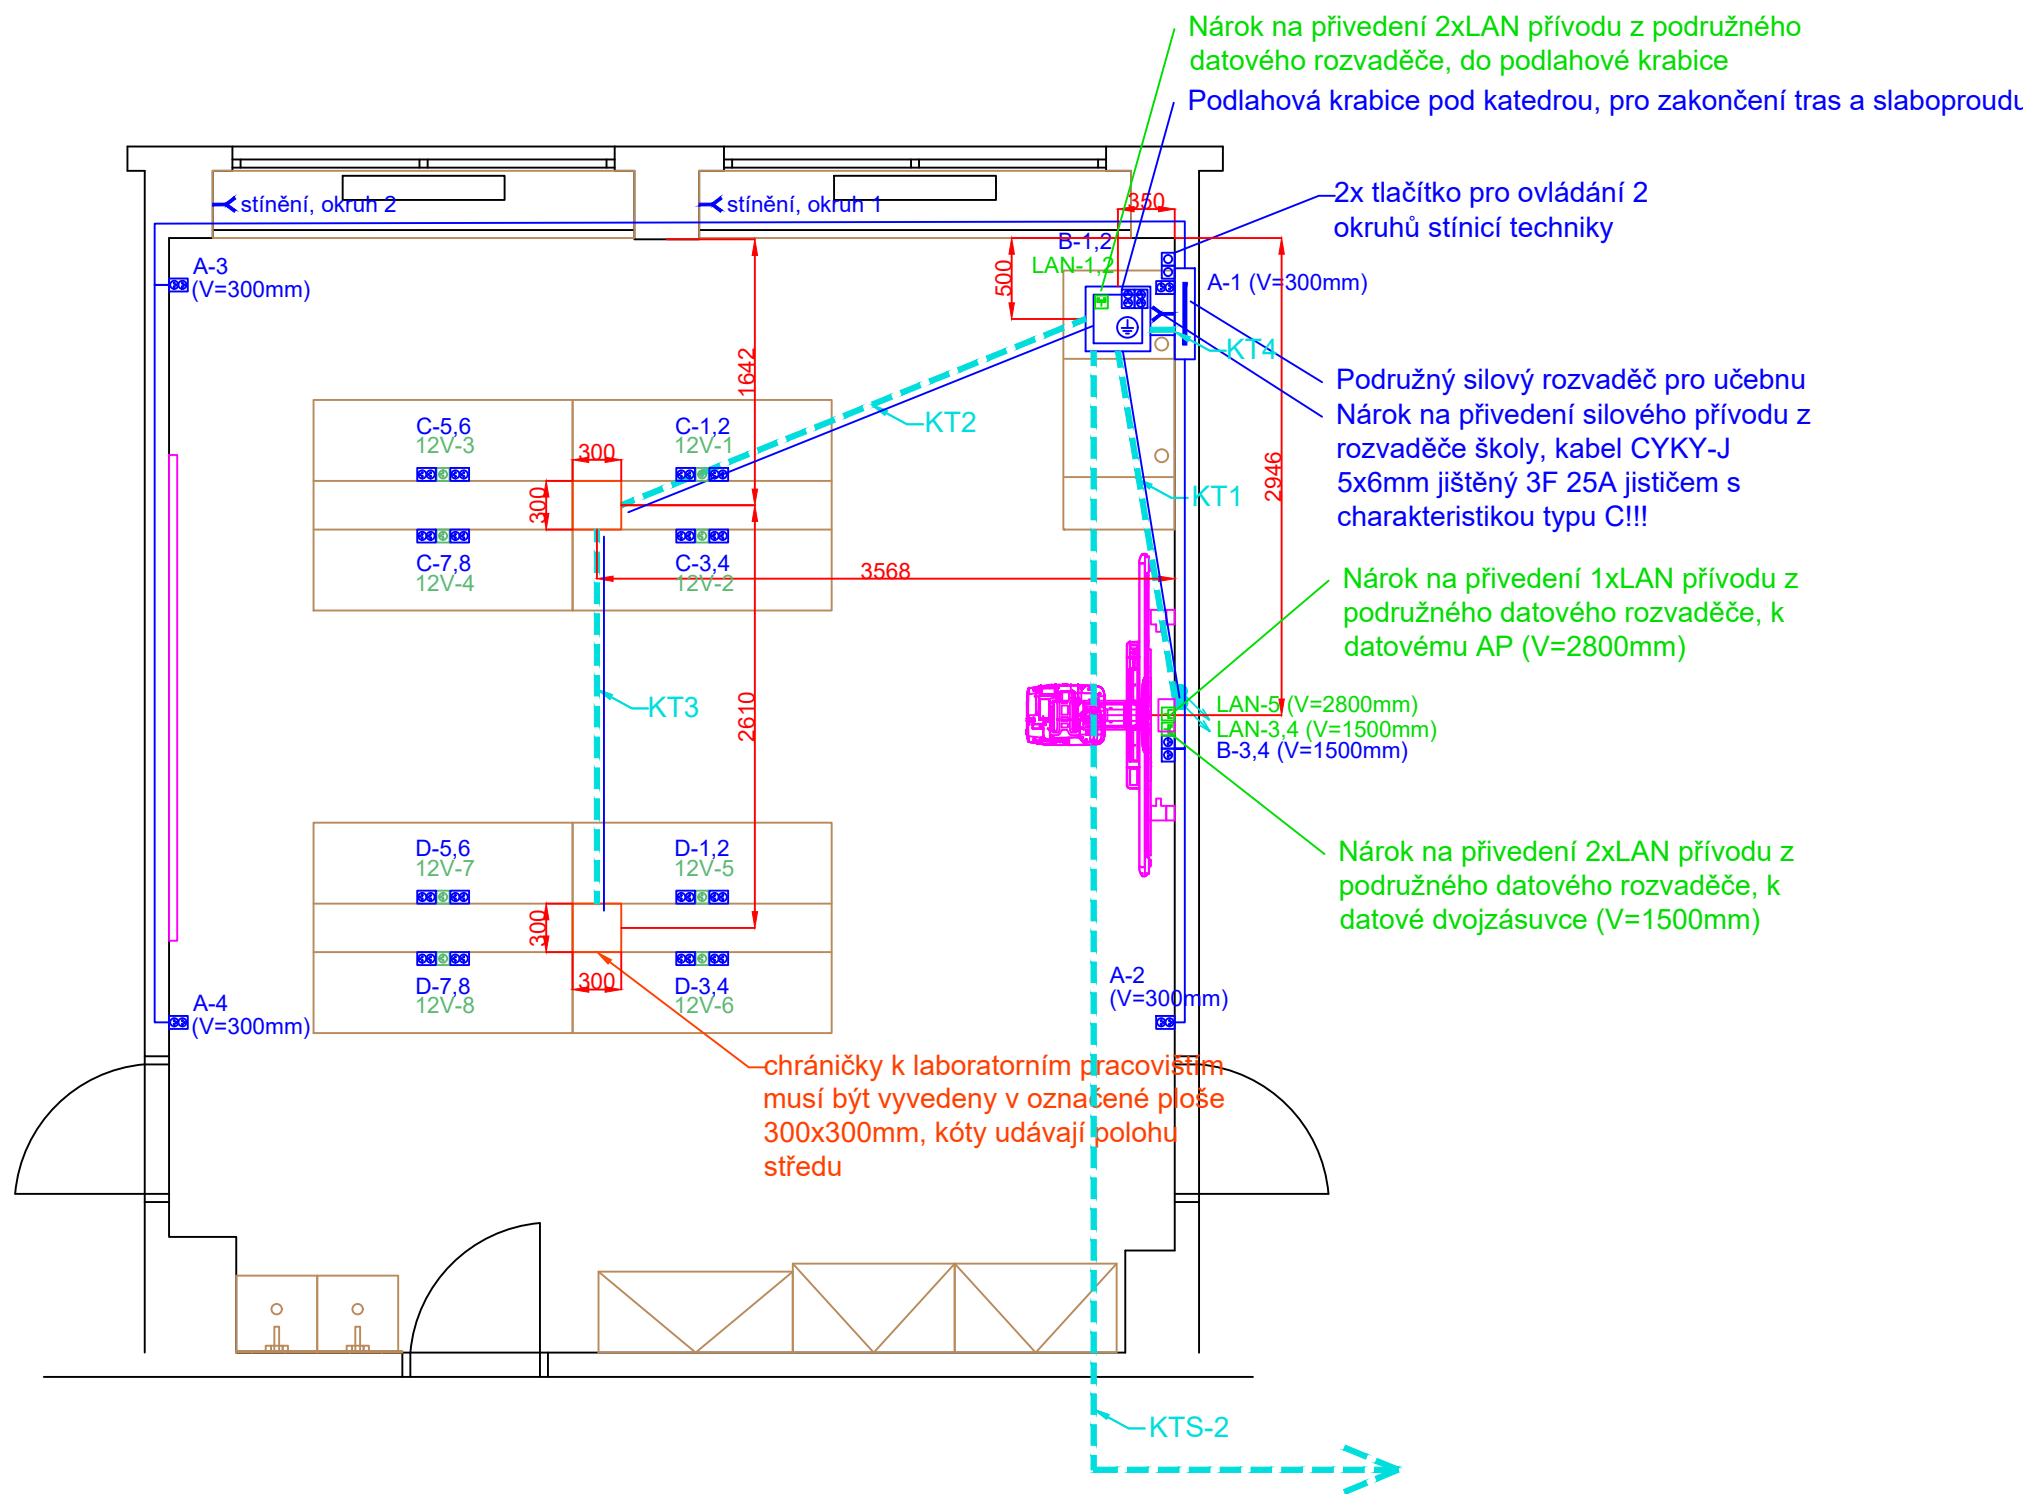 Nárok na přivedení 2xLAN přívodu z podružného
datového rozvaděče, do podlahové krabice
Podlahová krabice pod katedrou, pro zakončení tras a slaboproudu
stínění, okruh 2
stínění, okruh 1
350
2x tlačítko pro ovládání 2
okruhů stínicí techniky
B-1,2
LAN-1,2
500
A-3
(V=300mm)
A-1 (V=300mm)
1642
KT4
Podružný silový rozvaděč pro učebnu
Nárok na přivedení silového přívodu z
rozvaděče školy, kabel CYKY-J
5x6mm jištěný 3F 25A jističem s
charakteristikou typu C!!!
KT2
C-5,6
12V-3
C-1,2
12V-1
300
300
2946
KT1
C-7,8
12V-4
C-3,4
12V-2
3568
Nárok na přivedení 1xLAN přívodu z
podružného datového rozvaděče, k
datovému AP (V=2800mm)
KT3
2610
LAN-5 (V=2800mm)
LAN-3,4 (V=1500mm)
B-3,4 (V=1500mm)
D-5,6
12V-7
D-1,2
12V-5
Nárok na přivedení 2xLAN přívodu z
podružného datového rozvaděče, k
datové dvojzásuvce (V=1500mm)
300
300
D-7,8
12V-8
D-3,4
12V-6
A-2
(V=300mm)
A-4
(V=300mm)
chráničky k laboratorním pracovištím
musí být vyvedeny v označené ploše
300x300mm, kóty udávají polohu
středu
KTS-2